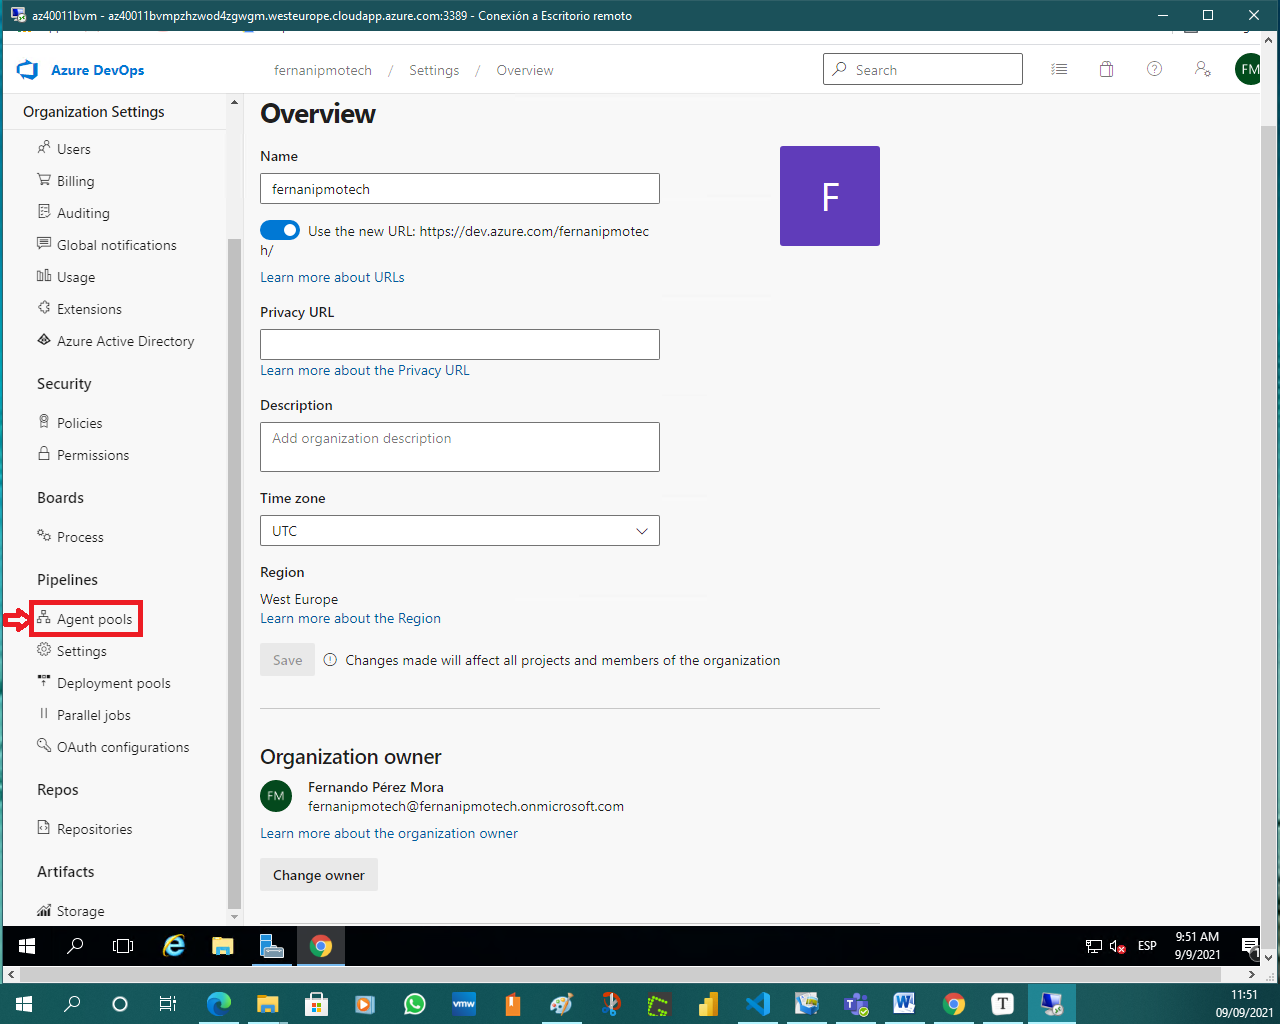 az40011bvm - az40011bvmpzhzwod4zgwgm.westeurope.cloudapp.azure.com:3389 - Conexión a Escritorio remoto
Azure DevOps
fernanipmotech / Settings / Overview
Search
FM
Organization Settings
Users
Billing
Auditing
Global notifications
Usage
Extensions
Azure Active Directory
Security
Policies
Permissions
Boards
Process
Pipelines
Agent pools
Settings
Deployment pools
Parallel jobs
OAuth configurations
Repos
Repositories
Artifacts
Storage
Overview
Name
fernanipmotech
Use the new URL: https://dev.azure.com/fernanipmotec
h/
Learn more about URLs
F
Privacy URL
Learn more about the Privacy URL
Description
Add organization description
Time zone
UTC
Region
West Europe
Learn more about the Region
Save
Changes made will affect all projects and members of the organization
Organization owner
FM
Fernando Pérez Mora
fernanipmotech@fernanipmotech.onmicrosoft.com
Learn more about the organization owner
Change owner
ESP
9:51 AM
9/9/2021
1
vmw
T
11:51
09/09/2021